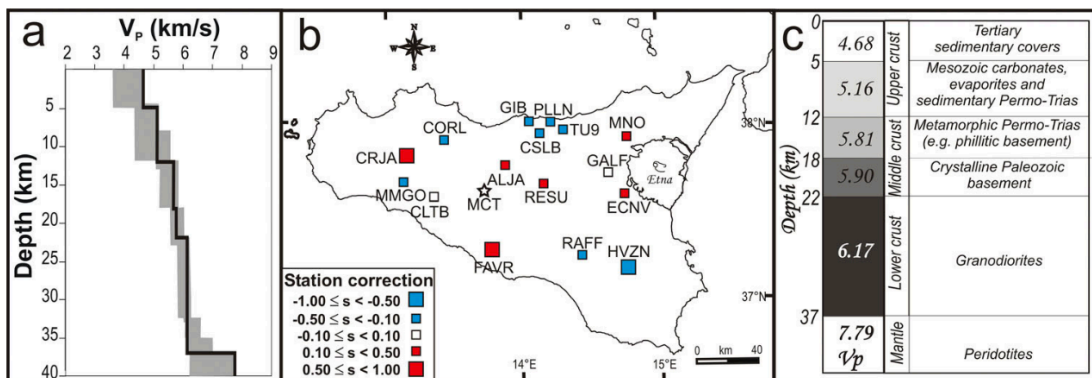 a
V_P (km/s)
2 3 4 5 6 7 8 9
5
10
15
20
25
30
35
40
Depth (km)
b
N
W E
S
GIB PLLN
TU9
CSLB
CORL
MNO
38°N
CRJA
GALF
Etna
ALJA
MMGO
CLTB
MCT
RESU
ECNV
RAFF
HVZN
FAVR
37°N
Station correction
-1.00 ≤ s < -0.50
-0.50 ≤ s < -0.10
-0.10 ≤ s < 0.10
0.10 ≤ s < 0.50
0.50 ≤ s < 1.00
0 km 40
14°E 15°E
c
Depth (km)
0
5
12
18
22
37
4.68
5.16
5.81
5.90
6.17
7.79
Vp
Upper crust
Middle crust
Lower crust
Mantle
Tertiary
sedimentary covers
Mesozoic carbonates,
evaporites and
sedimentary Permo-Trias
Metamorphic Permo-Trias
(e.g. phillitic basement)
Crystalline Paleozoic
basement
Granodiorites
Peridotites